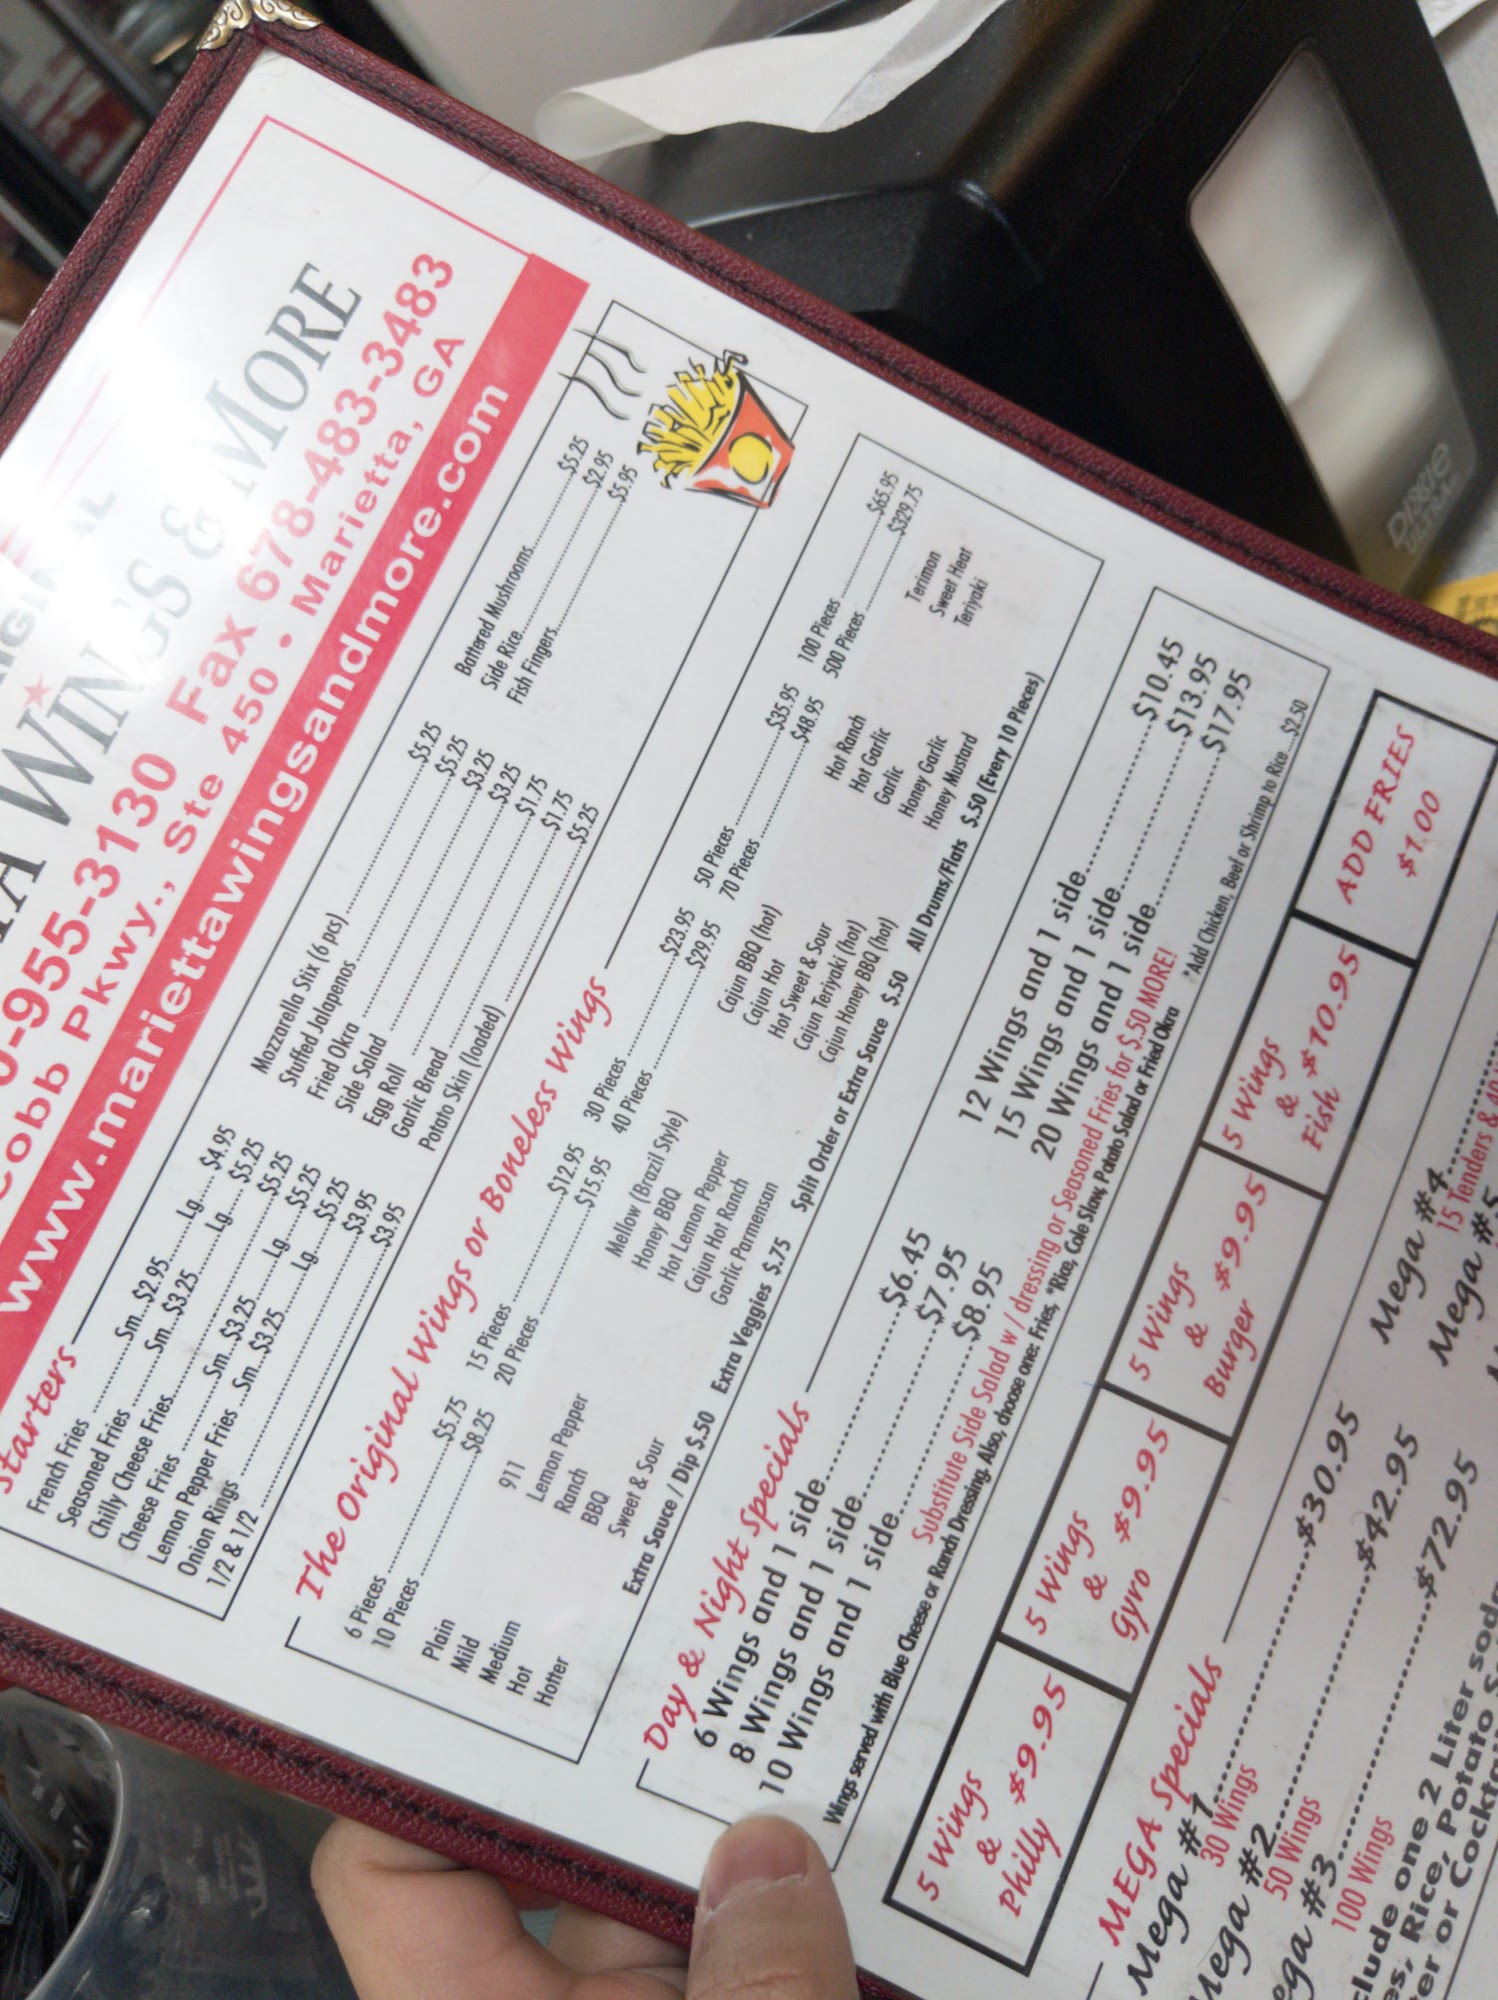 WINGS & MORE
0-955-3130 Fax 678-483-3483
Cobb Pkwy., Ste 450 • Marietta, GA
www.mariettawingsandmore.com
Starters
French Fries Sm...$2.95 Lg....$4.95
Seasoned Fries Sm...$3.25 Lg....$5.25
Chilly Cheese Fries $5.25
Cheese Fries Sm...$3.25 Lg....$5.25
Lemon Pepper Fries Sm...$3.25 Lg....$5.25
Onion Rings $3.95
1/2 & 1/2 $3.95
Mozzarella Stix (6 pcs) $5.25
Stuffed Jalapenos $5.25
Fried Okra $3.25
Side Salad $3.25
Egg Roll $1.75
Garlic Bread $1.75
Potato Skin (loaded) $5.25
Battered Mushrooms $5.25
Side Rice $2.95
Fish Fingers $5.95
The Original Wings or Boneless Wings
6 Pieces $5.75
10 Pieces $8.25
15 Pieces $12.95
20 Pieces $15.95
30 Pieces $23.95
40 Pieces $29.95
50 Pieces $35.95
70 Pieces $48.95
100 Pieces $65.95
500 Pieces $329.75
Plain
Mild
Medium
Hot
Hotter
911
Lemon Pepper
Ranch
BBQ
Sweet & Sour
Mellow (Brazil Style)
Honey BBQ
Hot Lemon Pepper
Cajun Hot Ranch
Garlic Parmensan
Cajun BBQ (hot)
Cajun Hot
Hot Sweet & Sour
Cajun Teriyaki (hot)
Cajun Honey BBQ (hot)
Hot Ranch
Hot Garlic
Garlic
Honey Garlic
Honey Mustard
Terimon
Sweet Heat
Teriyaki
Extra Sauce / Dip $.50 Extra Veggies $.75 Split Order or Extra Sauce $.50 All Drums/Flats $.50 (Every 10 Pieces)
Day & Night Specials
6 Wings and 1 side $6.45
8 Wings and 1 side $7.95
10 Wings and 1 side $8.95
12 Wings and 1 side $10.45
15 Wings and 1 side $13.95
20 Wings and 1 side $17.95
Substitute Side Salad w / dressing or Seasoned Fries for $.50 MORE!
Wings served with Blue Cheese or Ranch Dressing. Also, choose one: Fries, *Rice, Cole Slaw, Potato Salad or Fried Okra *Add Chicken, Beef or Shrimp to Rice....$2.50
5 Wings & Philly $9.95
5 Wings & Gyro $9.95
5 Wings & Burger $9.95
5 Wings & Fish $10.95
ADD FRIES $1.00
MEGA Specials
Mega #1 $30.95
30 Wings
Mega #2 $42.95
50 Wings
Mega #3 $72.95
100 Wings
Mega #4
15 Tenders &
Mega #5
clude one 2 Liter soda
es, Rice, Potato
er or